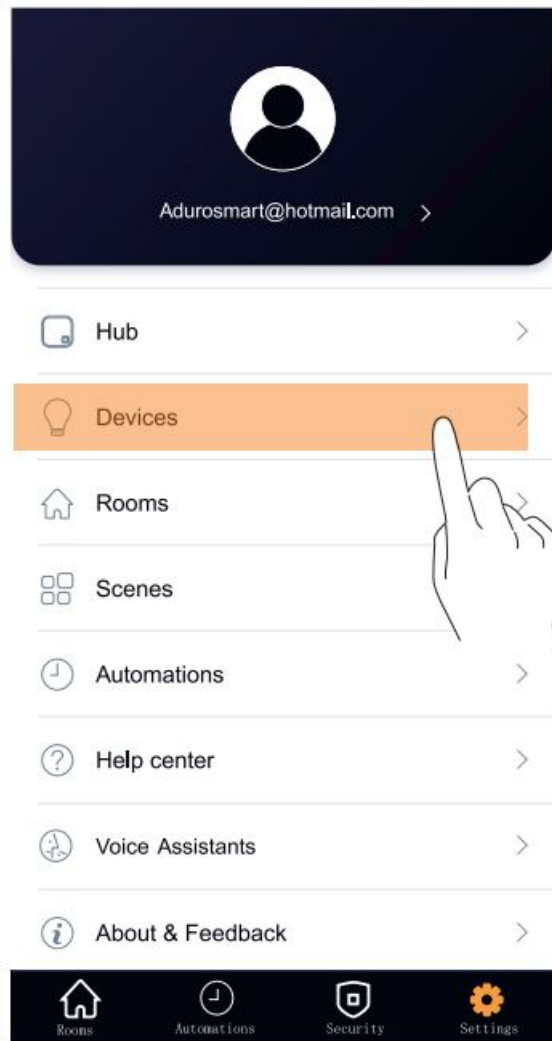 Adurosmart@hotmail.com
Hub
Devices
Rooms
Scenes
Automations
Help center
Voice Assistants
About & Feedback
Rooms Automations Security Settings